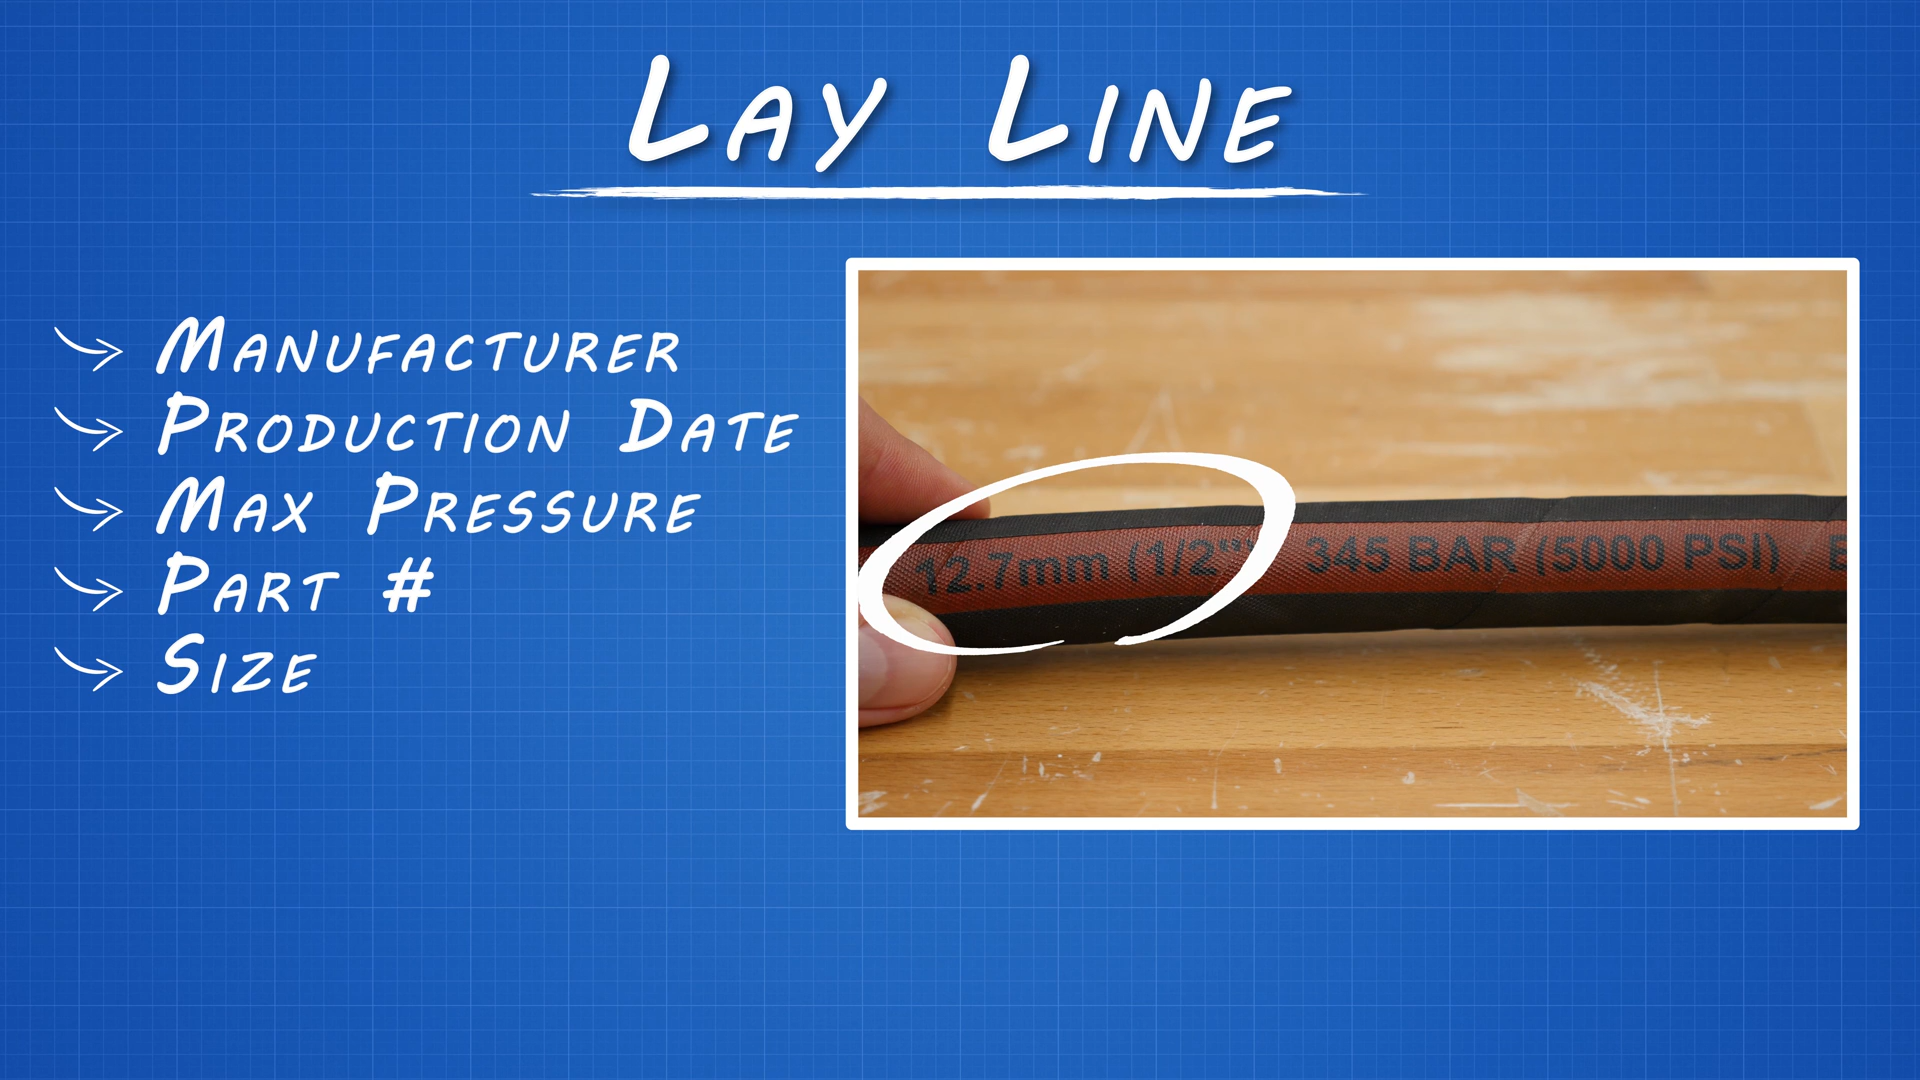 LAY LINE
MANUFACTURER
PRODUCTION DATE
MAX PRESSURE
PART #
SIZE
12.7mm (1/2") 345 BAR (5000 PSI)